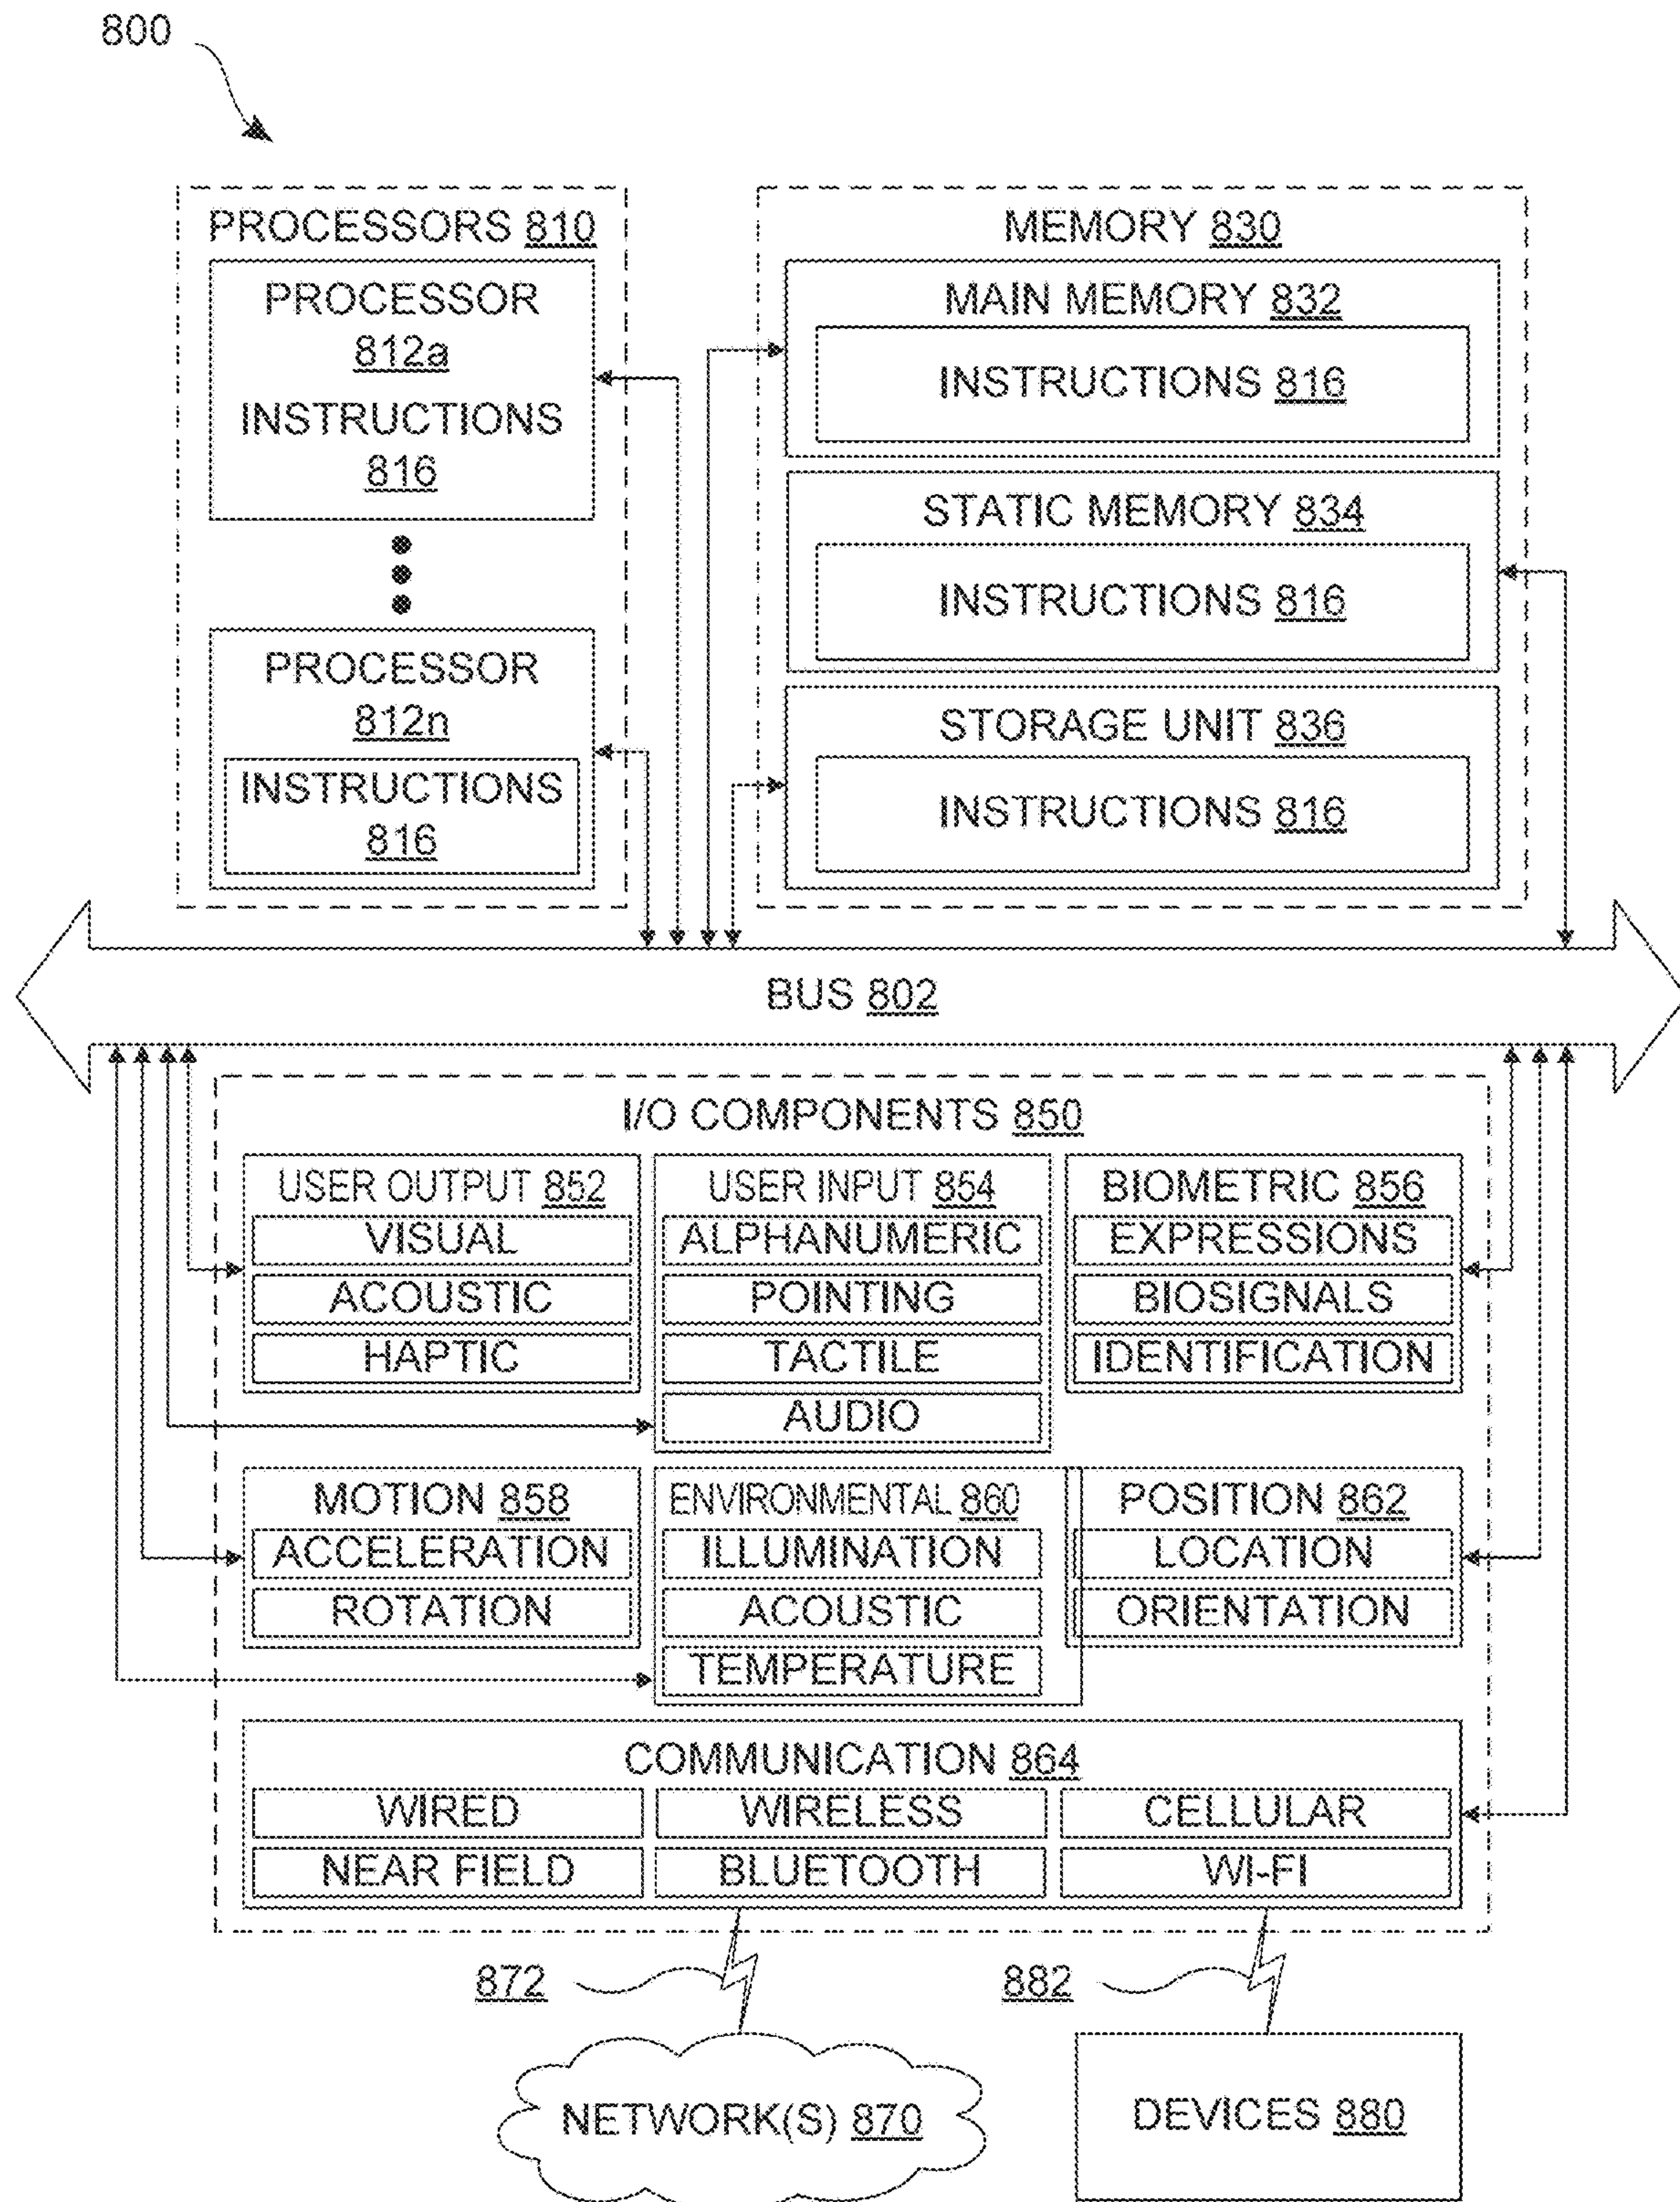 800
PROCESSORS 810
PROCESSOR
812a
INSTRUCTIONS
816
PROCESSOR
812n
INSTRUCTIONS
816
MEMORY 830
MAIN MEMORY 832
INSTRUCTIONS 816
STATIC MEMORY 834
INSTRUCTIONS 816
STORAGE UNIT 836
INSTRUCTIONS 816
BUS 802
I/O COMPONENTS 850
USER OUTPUT 852
VISUAL
ACOUSTIC
HAPTIC
USER INPUT 854
ALPHANUMERIC
POINTING
TACTILE
AUDIO
BIOMETRIC 856
EXPRESSIONS
BIOSIGNALS
IDENTIFICATION
MOTION 858
ACCELERATION
ROTATION
ENVIRONMENTAL 860
ILLUMINATION
ACOUSTIC
TEMPERATURE
POSITION 862
LOCATION
ORIENTATION
COMMUNICATION 864
WIRED
WIRELESS
CELLULAR
NEAR FIELD
BLUETOOTH
WI-FI
872
882
NETWORK(S) 870
DEVICES 880